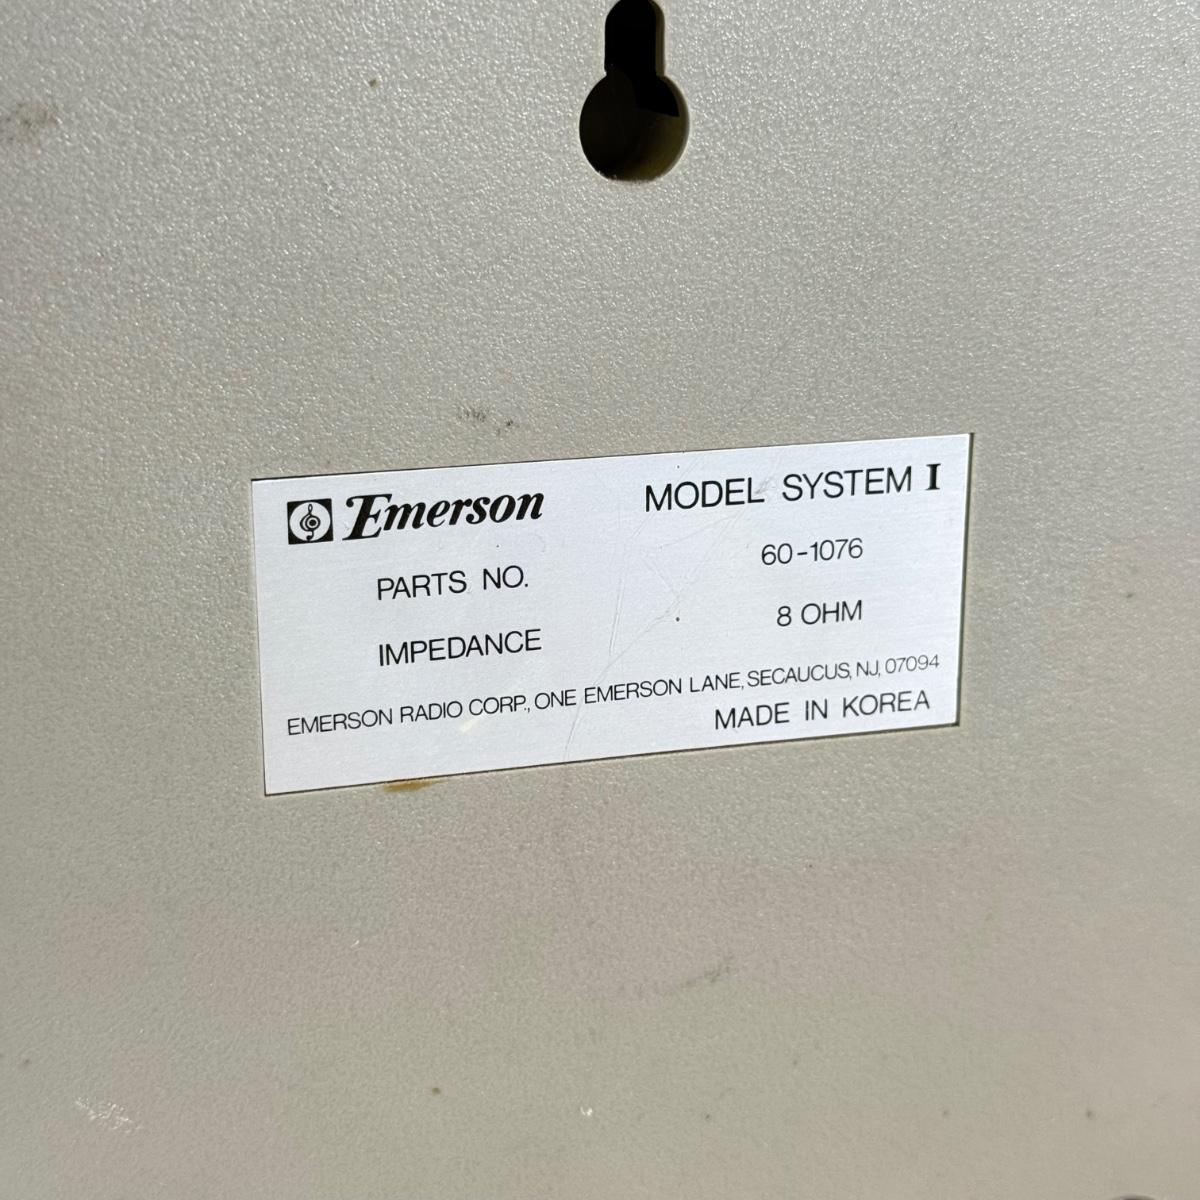 Emerson MODEL SYSTEM I
PARTS NO. 60-1076
IMPEDANCE 8 OHM
EMERSON RADIO CORP., ONE EMERSON LANE, SECAUCUS, NJ, 07094
MADE IN KOREA